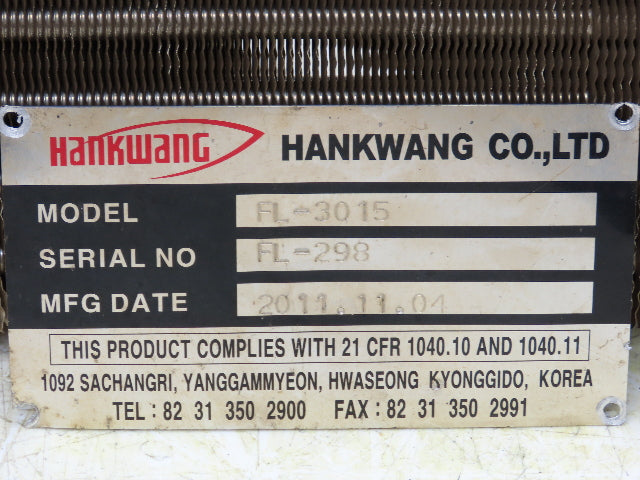 HANKWANG HANKWANG CO.,LTD
MODEL FL-3015
SERIAL NO FL-298
MFG DATE 2011.11.04
THIS PRODUCT COMPLIES WITH 21 CFR 1040.10 AND 1040.11
1092 SACHANGRI, YANGGAMMYEON, HWASEONG KYONGGIDO, KOREA
TEL : 82 31 350 2900 FAX : 82 31 350 2991